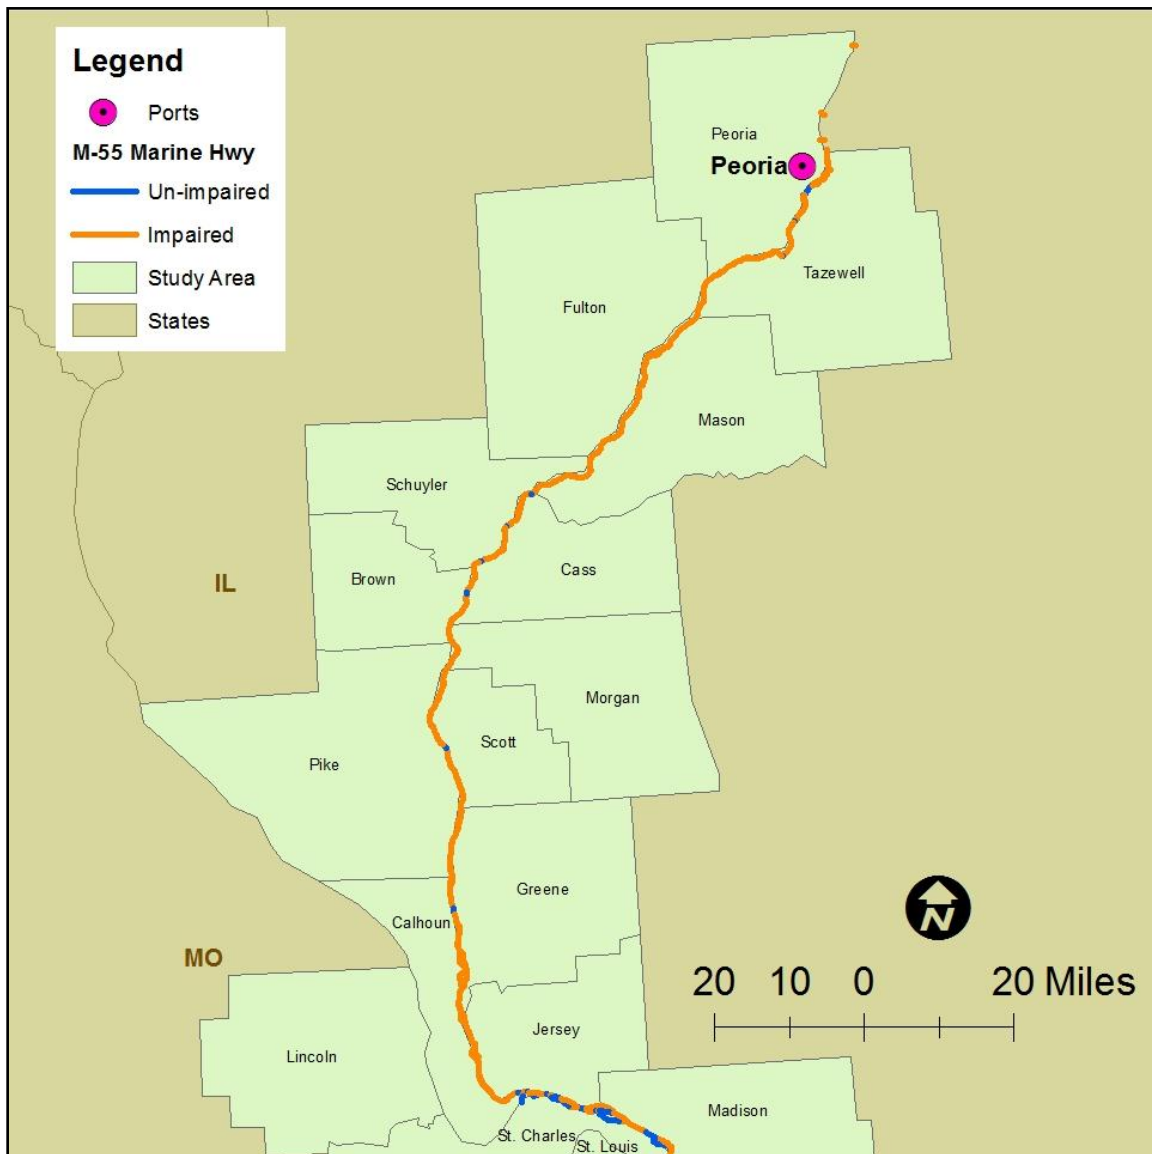 Legend
Ports
M-55 Marine Hwy
Un-impaired
Impaired
Study Area
States
Peoria
Peoria
Tazewell
Fulton
Mason
Schuyler
Cass
Brown
IL
Morgan
Scott
Pike
Greene
Calhoun
MO
N
20 10 0 20 Miles
Jersey
Lincoln
Madison
St. Charles
St. Louis